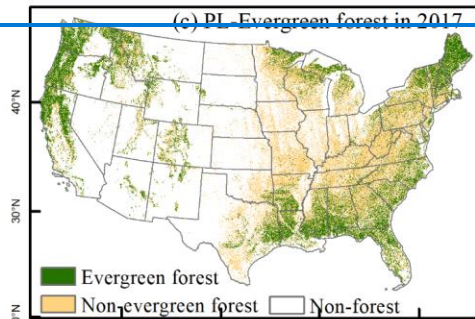 (c) PL-Evergreen forest in 2017
40°N
30°N
Evergreen forest
Non-evergreen forest
Non-forest